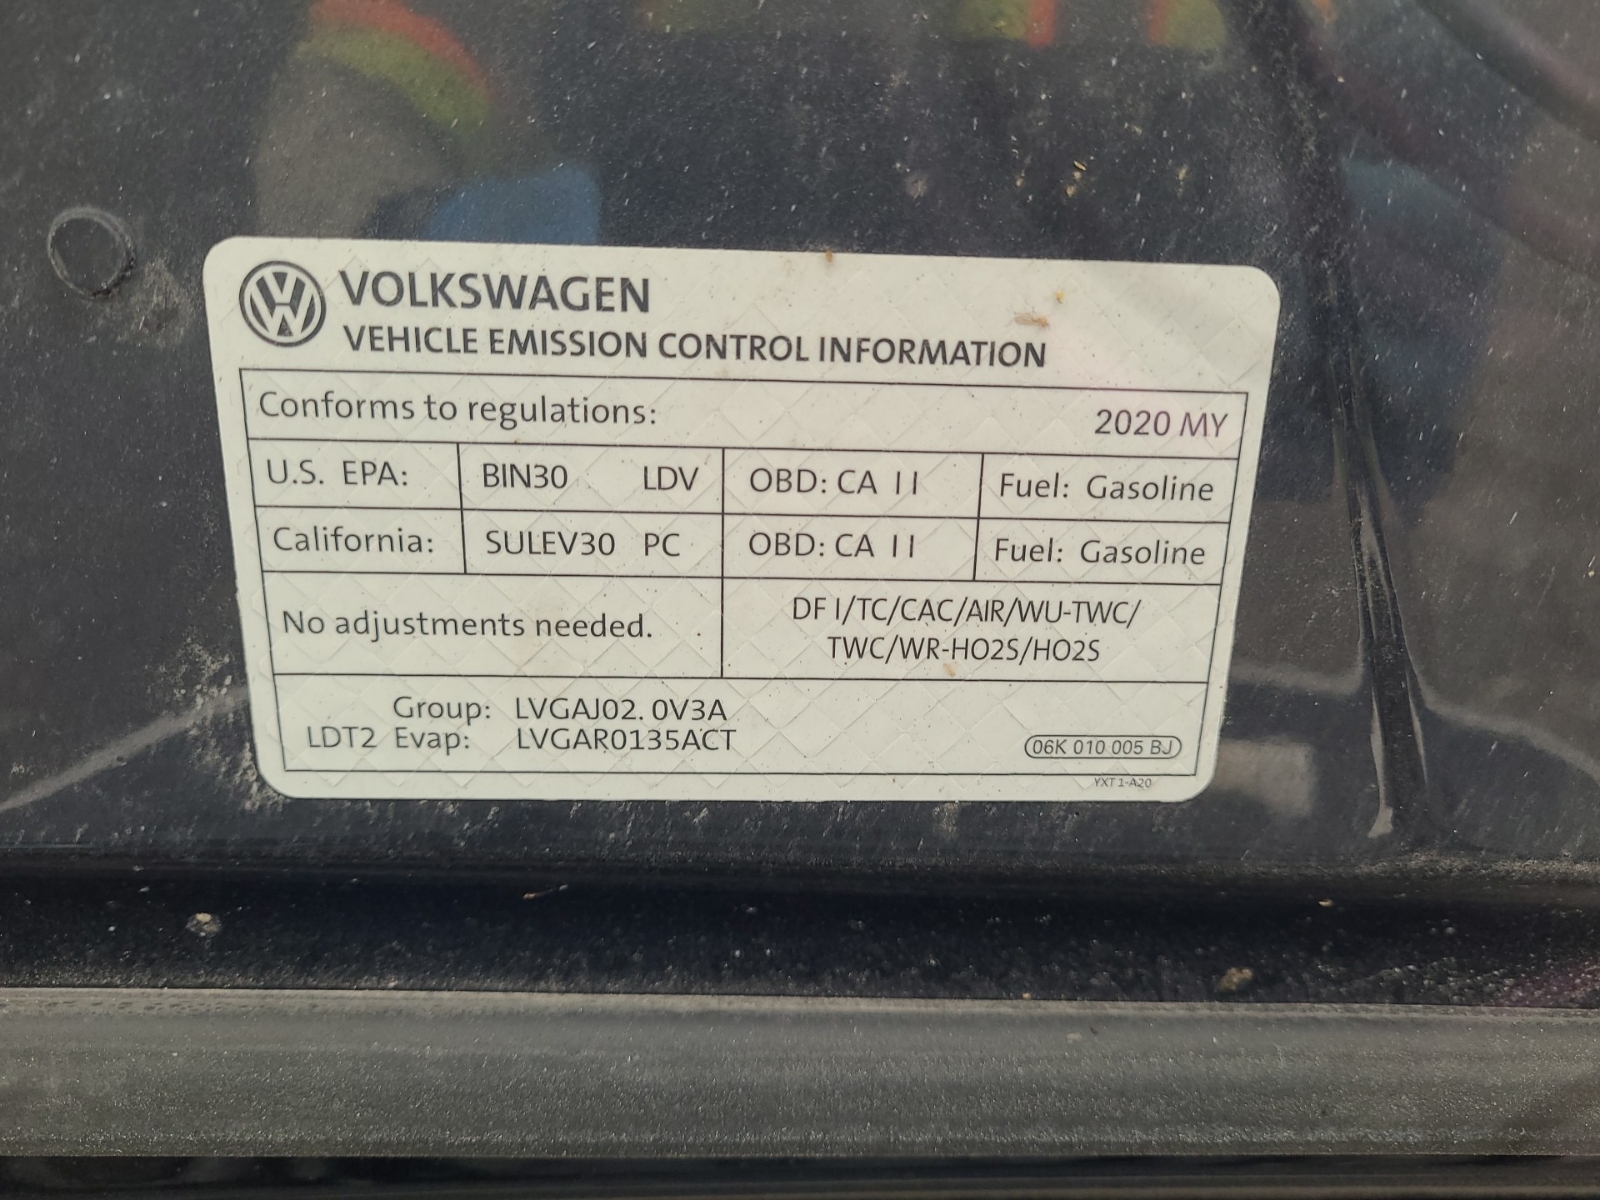 VOLKSWAGEN
VEHICLE EMISSION CONTROL INFORMATION
Conforms to regulations: 2020 MY
U.S. EPA: BIN30 LDV OBD: CA II Fuel: Gasoline
California: SULEV30 PC OBD: CA II Fuel: Gasoline
No adjustments needed.
DFI/TC/CAC/AIR/WU-TWC/
TWC/WR-HO2S/HO2S
Group: LVGAJ02.0V3A
LDT2 Evap: LVGAR0135ACT
06K 010 005 BJ
YXT 1-A20